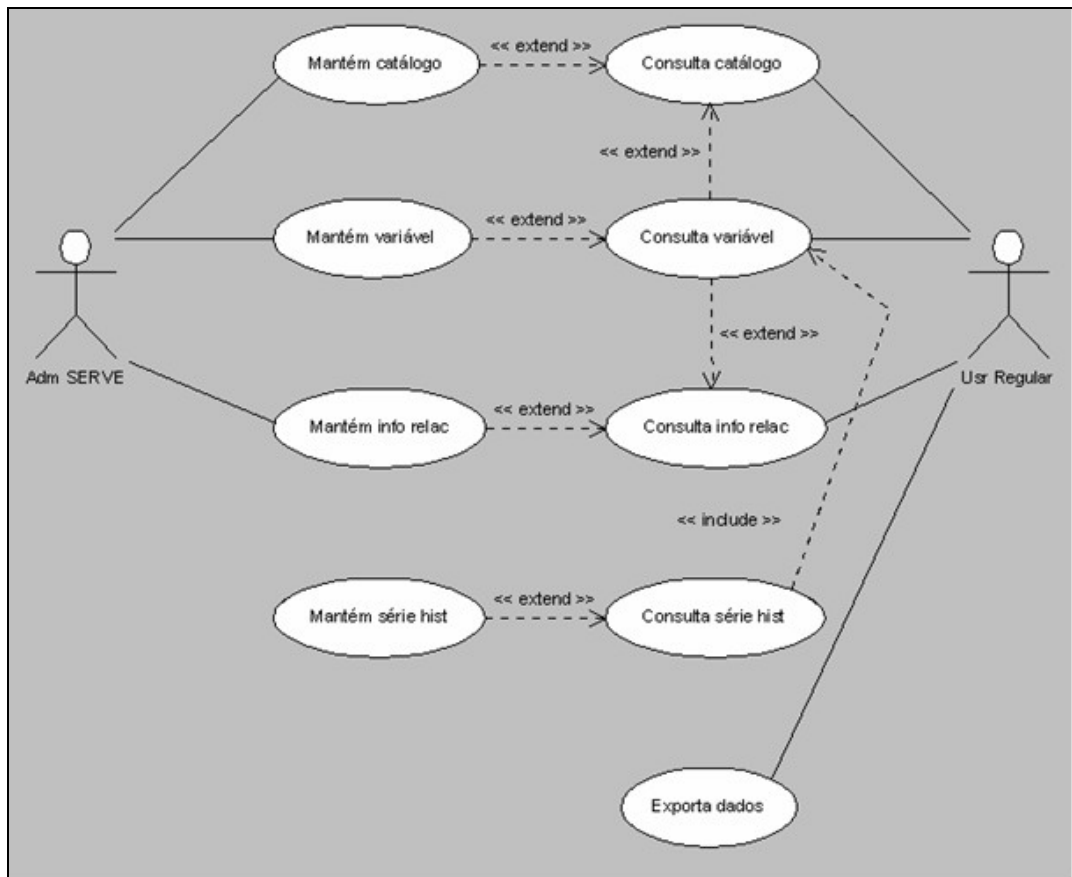 Mantém catálogo
<< extend >>
Consulta catálogo
<< extend >>
Mantém variável
<< extend >>
Consulta variável
<< extend >>
Adm SERVE
Usr Regular
Mantém info relac
<< extend >>
Consulta info relac
<< include >>
Mantém série hist
<< extend >>
Consulta série hist
Exporta dados